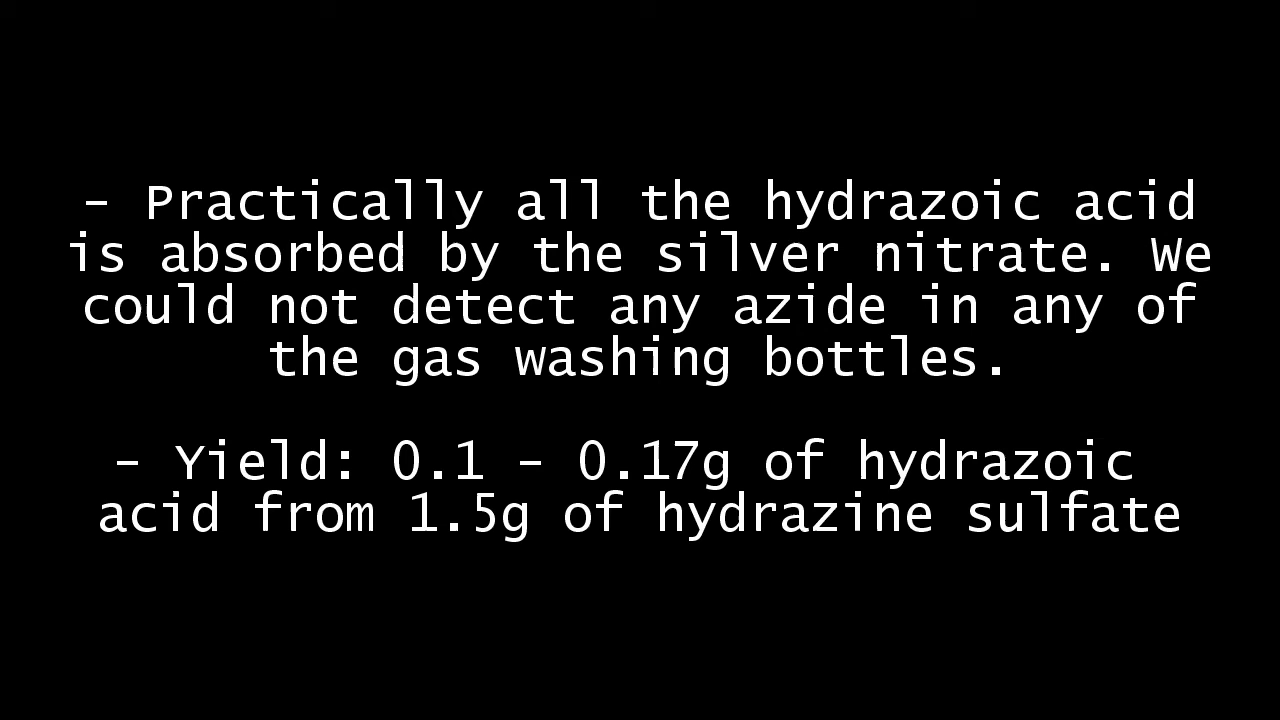 - Practically all the hydrazoic acid
is absorbed by the silver nitrate. We
could not detect any azide in any of
the gas washing bottles.
- Yield: 0.1 - 0.17g of hydrazoic
acid from 1.5g of hydrazine sulfate